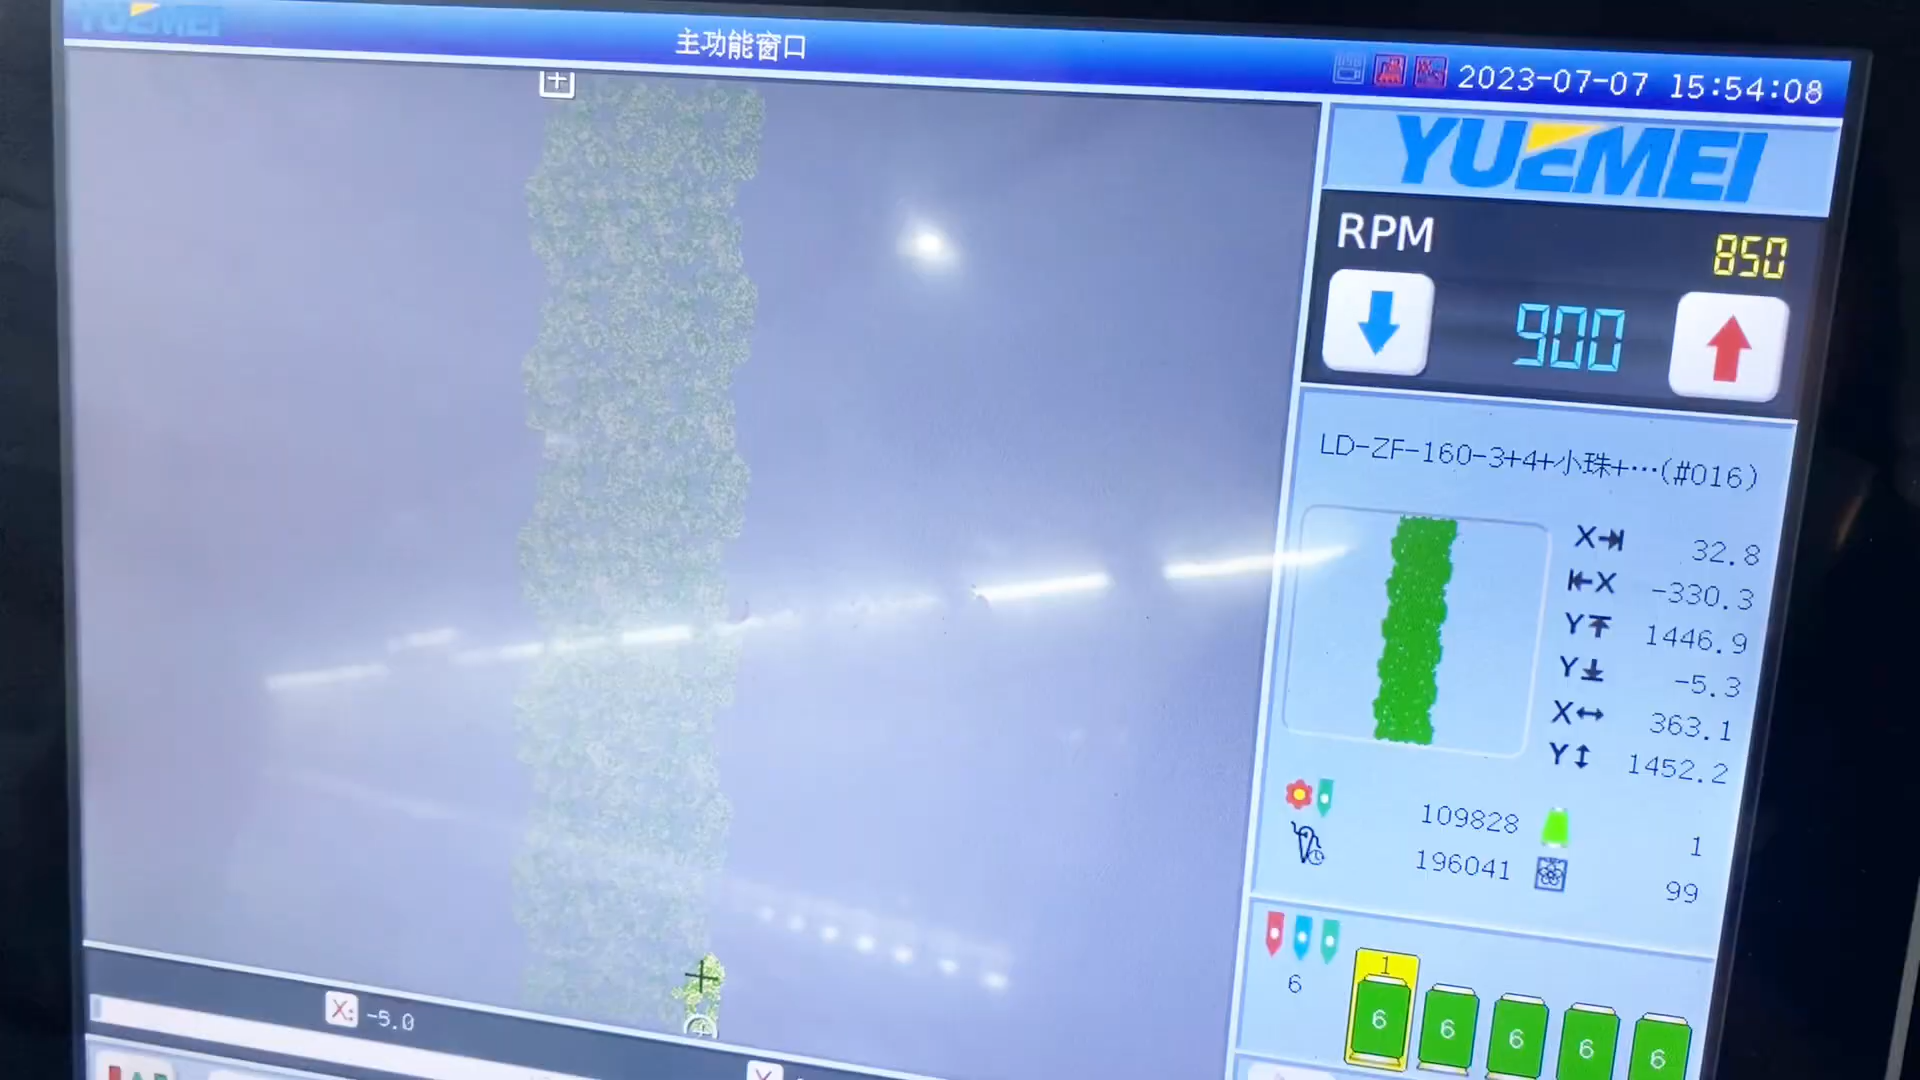 YUEMEI
主功能窗口
2023-07-07 15:54:08
YUEMEI
RPM
850
900
LD-ZF-160-3+4+小珠+…(#016)
X 32.8
X -330.3
Y 1446.9
Y -5.3
X 363.1
Y 1452.2
109828 1
196041 99
6
1
6 6 6 6 6
X: -5.0